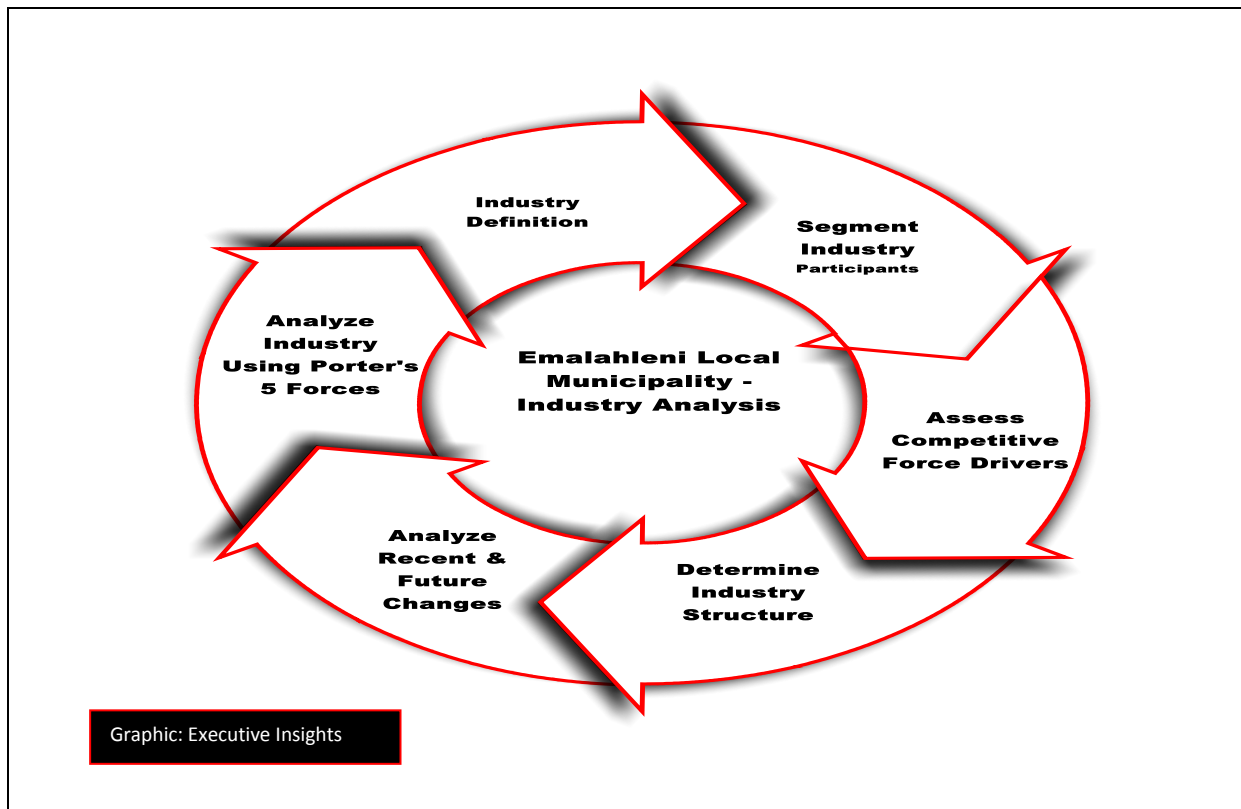 Industry
Definition
Segment
Industry
Participants
Assess
Competitive
Force Drivers
Determine
Industry
Structure
Analyze
Recent &
Future
Changes
Analyze
Industry
Using Porter's
5 Forces
Emalahleni Local
Municipality -
Industry Analysis
Graphic: Executive Insights